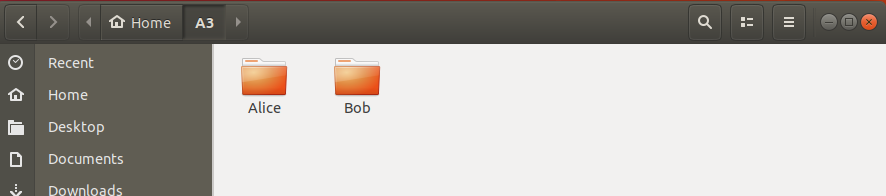 Home A3
Recent
Home
Desktop
Documents
Downloads
Alice Bob